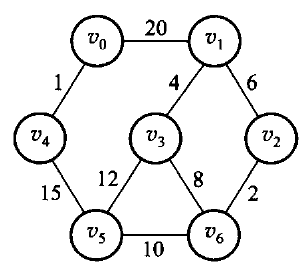 v₀ 20 v₁
1 4 6
v₄ v₃ v₂
15 12 8 2
v₅ 10 v₆